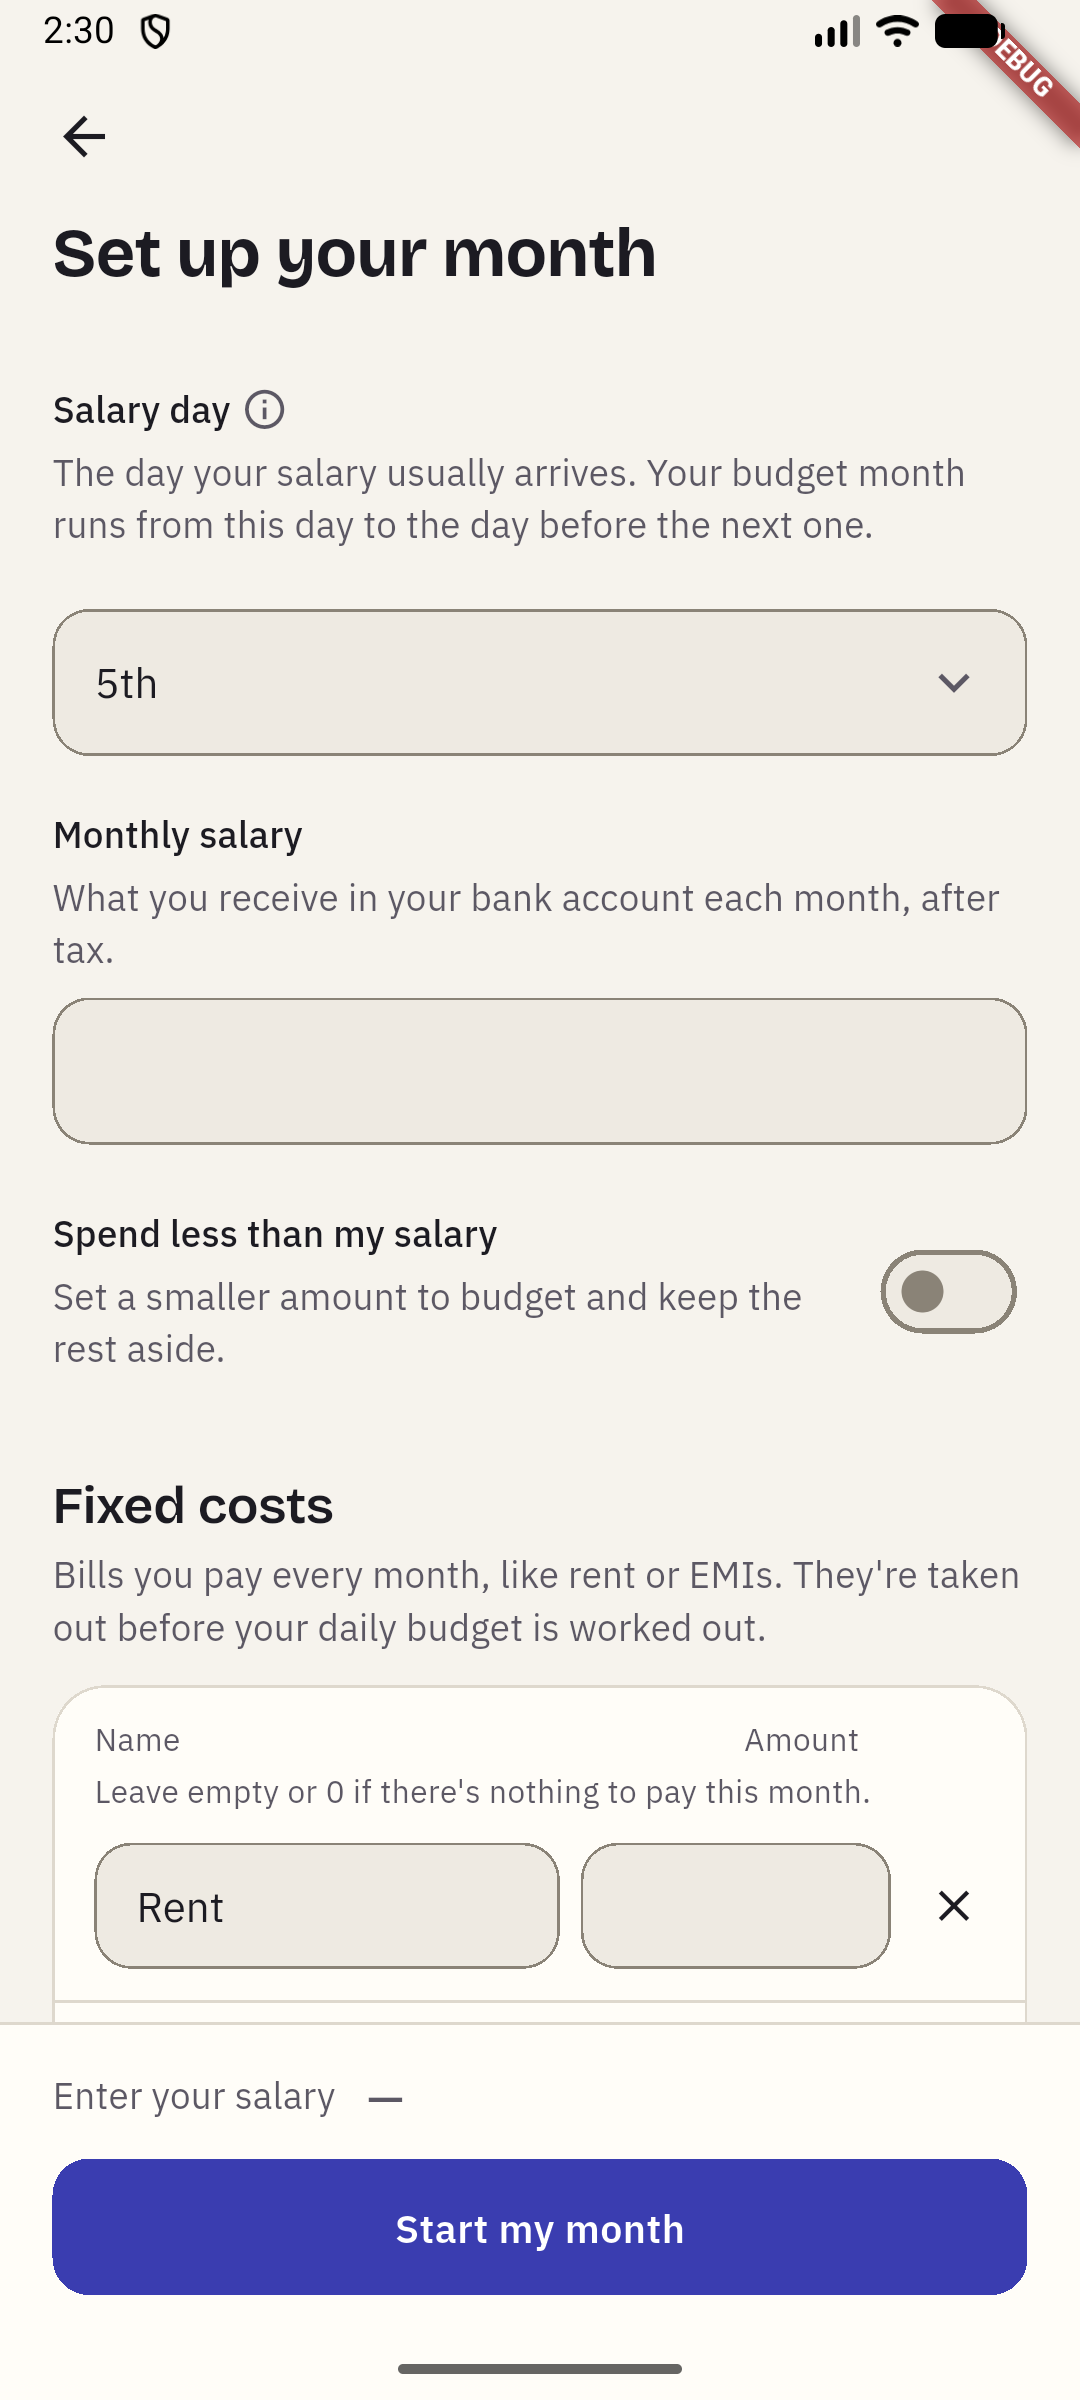 2:30
EBUG
Set up your month
Salary day
The day your salary usually arrives. Your budget month
runs from this day to the day before the next one.
5th
Monthly salary
What you receive in your bank account each month, after
tax.
Spend less than my salary
Set a smaller amount to budget and keep the
rest aside.
Fixed costs
Bills you pay every month, like rent or EMIs. They're taken
out before your daily budget is worked out.
Name Amount
Leave empty or 0 if there's nothing to pay this month.
Rent
Enter your salary —
Start my month